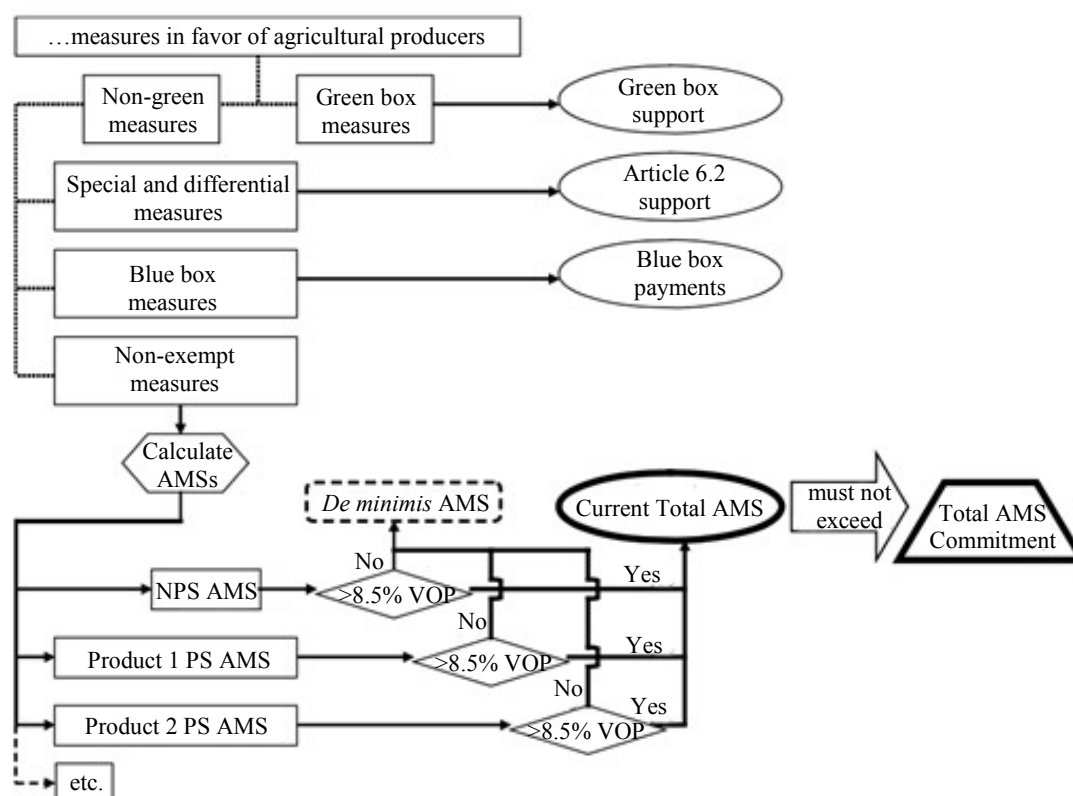 …measures in favor of agricultural producers
Non-green
measures
Green box
measures
Green box
support
Special and differential
measures
Article 6.2
support
Blue box
measures
Blue box
payments
Non-exempt
measures
Calculate
AMSs
De minimis AMS
Current Total AMS
must not
exceed
Total AMS
Commitment
No
Yes
NPS AMS
>8.5% VOP
No
Yes
Product 1 PS AMS
>8.5% VOP
No
Yes
Product 2 PS AMS
>8.5% VOP
etc.